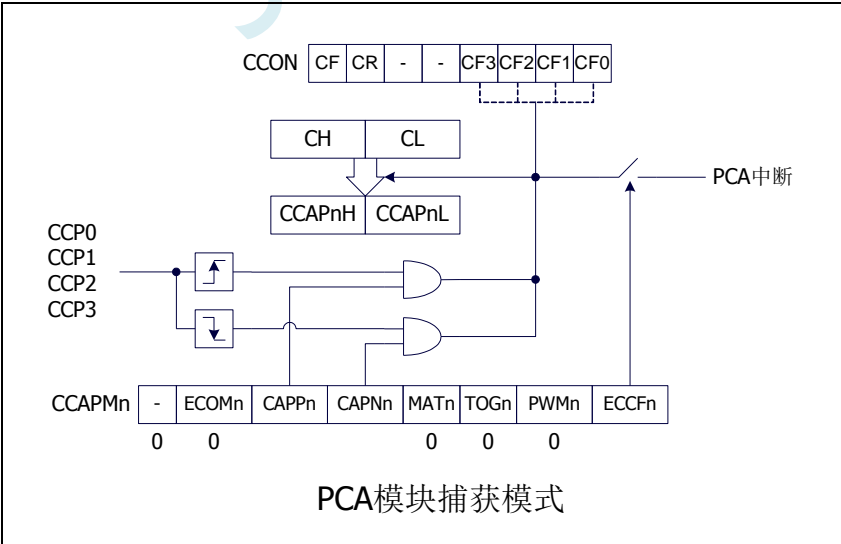 CCON CF CR - - CF3 CF2 CF1 CF0
CH CL
PCA中断
CCAPnH CCAPnL
CCP0
CCP1
CCP2
CCP3
CCAPMn - ECOMn CAPPn CAPNn MATn TOGn PWMn ECCFn
0 0 0 0 0
PCA模块捕获模式